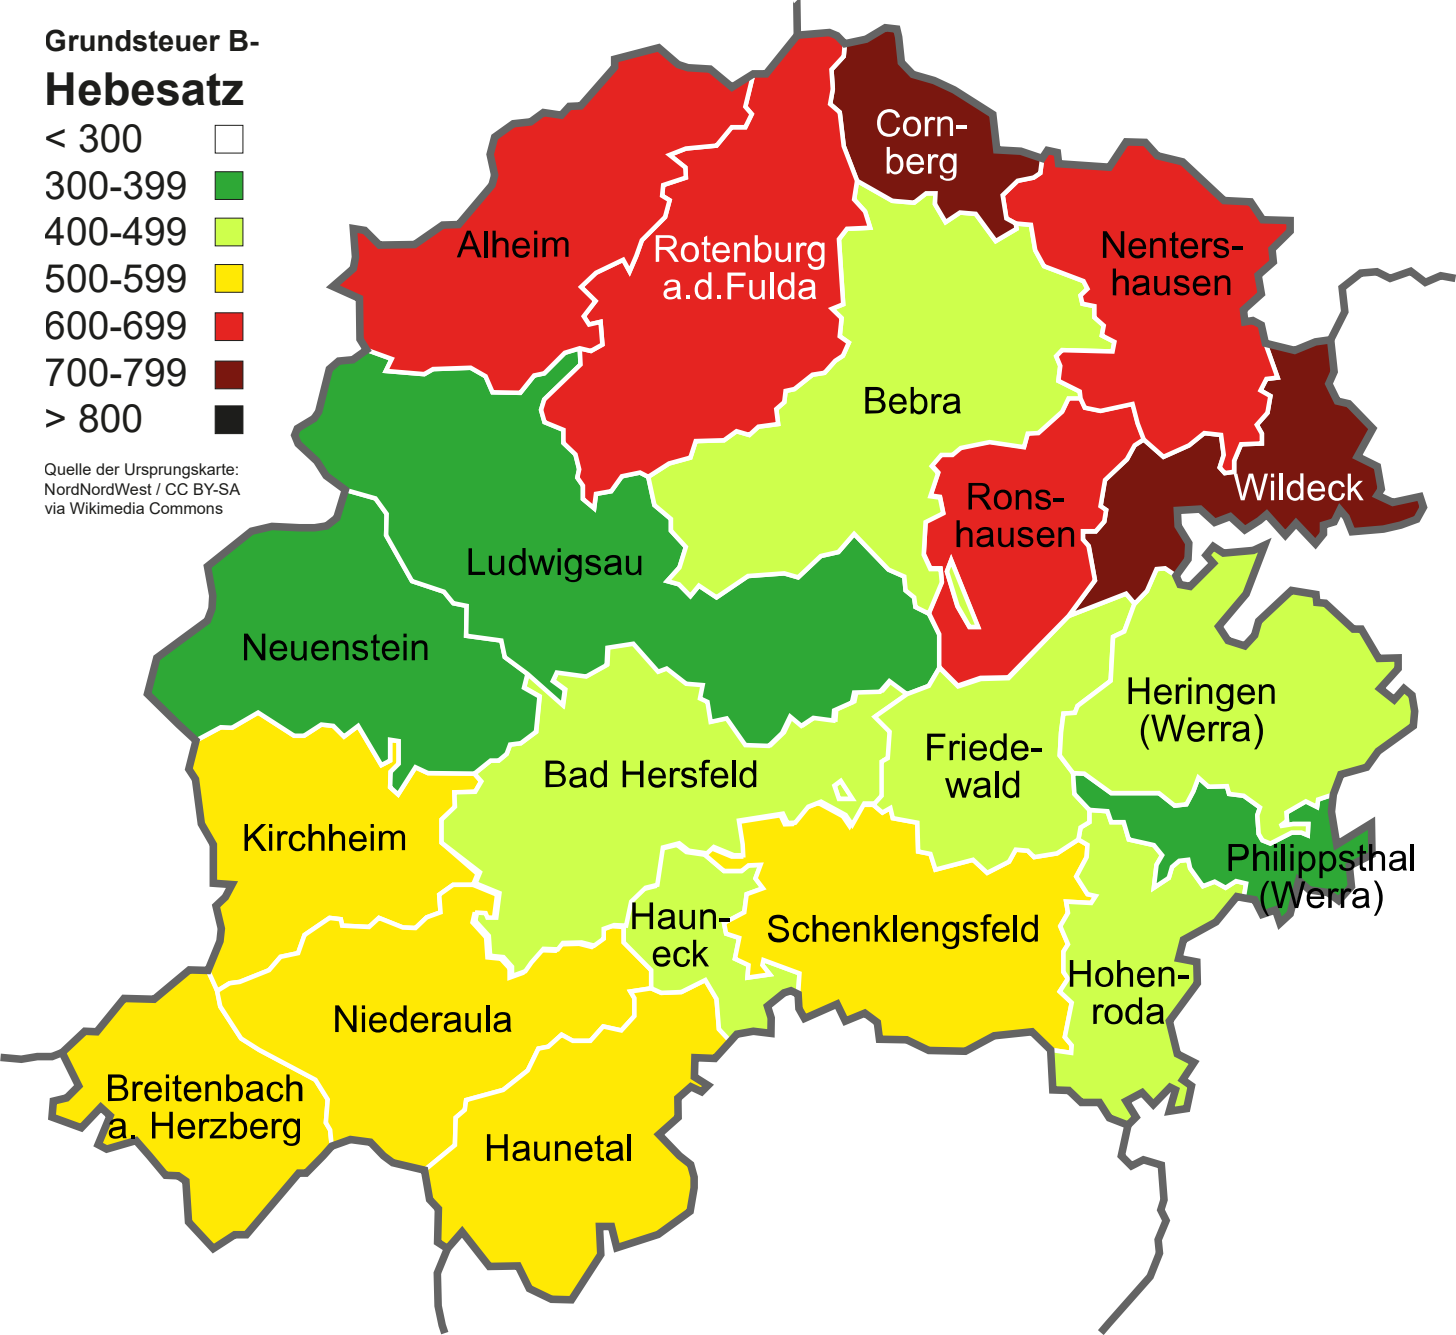 Grundsteuer B-
Hebesatz
< 300
300-399
400-499
500-599
600-699
700-799
> 800
Quelle der Ursprungskarte:
NordNordWest / CC BY-SA
via Wikimedia Commons
Corn-
berg
Alheim
Rotenburg
a.d.Fulda
Nenters-
hausen
Bebra
Wildeck
Rons-
hausen
Ludwigsau
Neuenstein
Heringen
(Werra)
Friede-
wald
Bad Hersfeld
Kirchheim
Philippsthal
(Werra)
Haun-
eck
Schenklengsfeld
Hohen-
roda
Niederaula
Breitenbach
a. Herzberg
Haunetal